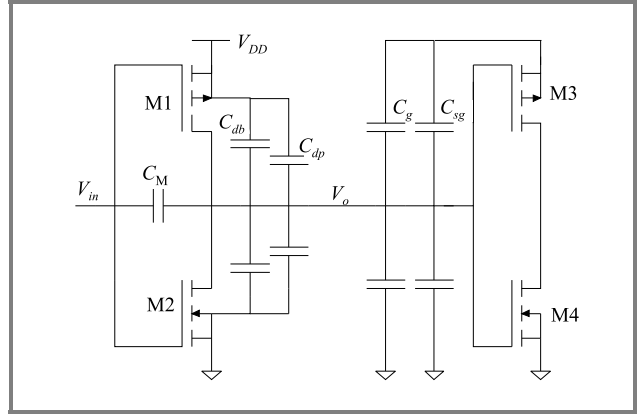 V_DD
M1
C_db
C_dp
C_g
C_sg
M3
C_M
V_in
V_o
M2
M4